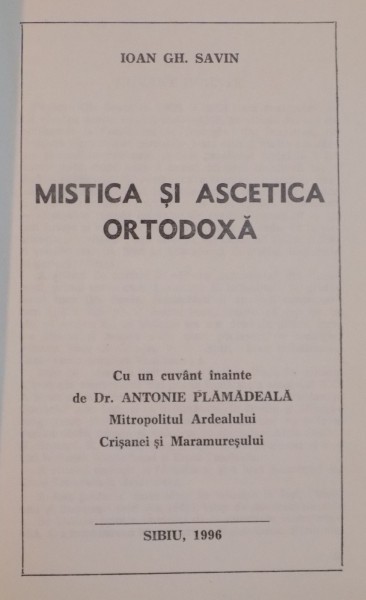 IOAN GH. SAVIN
MISTICA ȘI ASCETICA
ORTODOXĂ
Cu un cuvânt înainte
de Dr. ANTONIE PLĂMĂDEALĂ
Mitropolitul Ardealului
Crișanei și Maramureșului
SIBIU, 1996